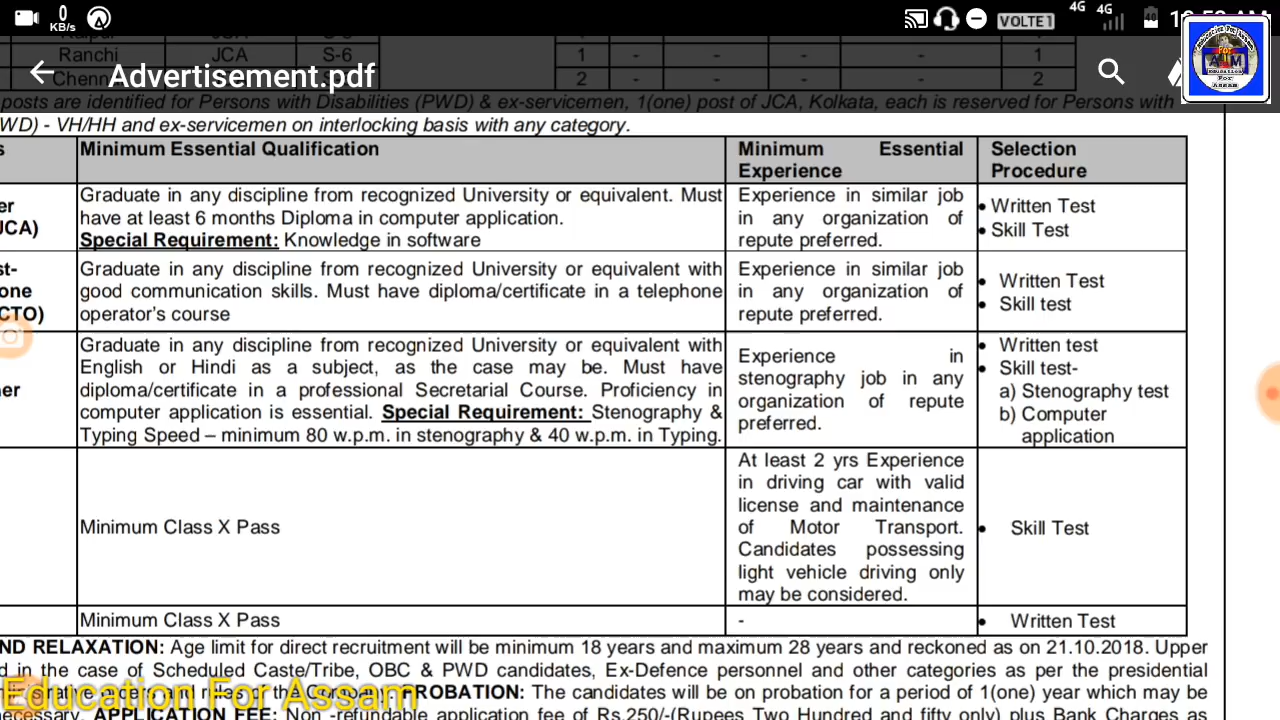 0
KB/s
VOLTE1
4G
4G
40
Advertisement.pdf
Ranchi JCA S-6 1 - - - - 1
Chenn 2 - - - - 2
posts are identified for Persons with Disabilities (PWD) & ex-servicemen, 1(one) post of JCA, Kolkata, each is reserved for Persons with
WD) - VH/HH and ex-servicemen on interlocking basis with any category.
s Minimum Essential Qualification Minimum Essential Experience Selection Procedure
er
JCA)
Graduate in any discipline from recognized University or equivalent. Must
have at least 6 months Diploma in computer application.
Special Requirement: Knowledge in software
Experience in similar job
in any organization of
repute preferred.
• Written Test
• Skill Test
st-
one
CTO)
Graduate in any discipline from recognized University or equivalent with
good communication skills. Must have diploma/certificate in a telephone
operator's course
Experience in similar job
in any organization of
repute preferred.
• Written Test
• Skill test
her
Graduate in any discipline from recognized University or equivalent with
English or Hindi as a subject, as the case may be. Must have
diploma/certificate in a professional Secretarial Course. Proficiency in
computer application is essential. Special Requirement: Stenography &
Typing Speed – minimum 80 w.p.m. in stenography & 40 w.p.m. in Typing.
Experience in
stenography job in any
organization of repute
preferred.
• Written test
• Skill test-
a) Stenography test
b) Computer
application
Minimum Class X Pass
At least 2 yrs Experience
in driving car with valid
license and maintenance
of Motor Transport.
Candidates possessing
light vehicle driving only
may be considered.
• Skill Test
Minimum Class X Pass - • Written Test
ND RELAXATION: Age limit for direct recruitment will be minimum 18 years and maximum 28 years and reckoned as on 21.10.2018. Upper
d in the case of Scheduled Caste/Tribe, OBC & PWD candidates, Ex-Defence personnel and other categories as per the presidential
PROBATION: The candidates will be on probation for a period of 1(one) year which may be
necessary. APPLICATION FEE: Non -refundable application fee of Rs.250/-(Rupees Two Hundred and fifty only) plus Bank Charges as
Education For Assam